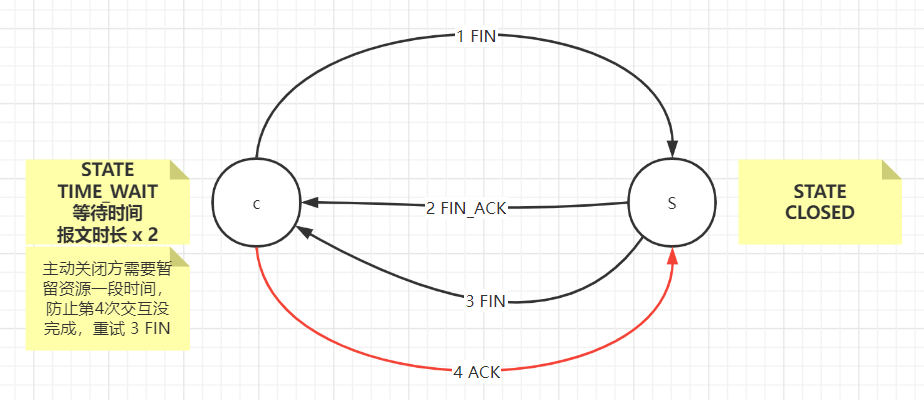 1 FIN
STATE
TIME_WAIT
等待时间
报文时长 x 2
c
2 FIN_ACK
S
STATE
CLOSED
主动关闭方需要暂
留资源一段时间，
防止第4次交互没
完成，重试 3 FIN
3 FIN
4 ACK